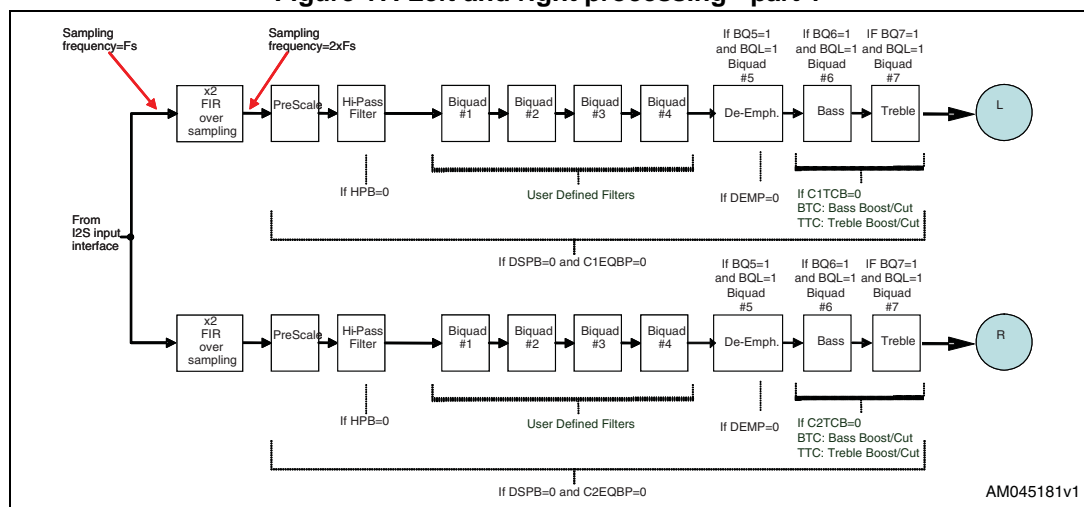 Figure Left and right processing - part 1
Sampling
frequency=Fs
Sampling
frequency=2xFs
If BQ5=1
and BQL=1
Biquad
#5
If BQ6=1
and BQL=1
Biquad
#6
IF BQ7=1
and BQL=1
Biquad
#7
x2
FIR
over
sampling
PreScale
Hi-Pass
Filter
Biquad
#1
Biquad
#2
Biquad
#3
Biquad
#4
De-Emph.
Bass
Treble
L
If HPB=0
User Defined Filters
If DEMP=0
If C1TCB=0
BTC: Bass Boost/Cut
TTC: Treble Boost/Cut
From
I2S input
interface
If DSPB=0 and C1EQBP=0
If BQ5=1
and BQL=1
Biquad
#5
If BQ6=1
and BQL=1
Biquad
#6
IF BQ7=1
and BQL=1
Biquad
#7
x2
FIR
over
sampling
PreScale
Hi-Pass
Filter
Biquad
#1
Biquad
#2
Biquad
#3
Biquad
#4
De-Emph.
Bass
Treble
R
If HPB=0
User Defined Filters
If DEMP=0
If C2TCB=0
BTC: Bass Boost/Cut
TTC: Treble Boost/Cut
If DSPB=0 and C2EQBP=0
AM045181v1